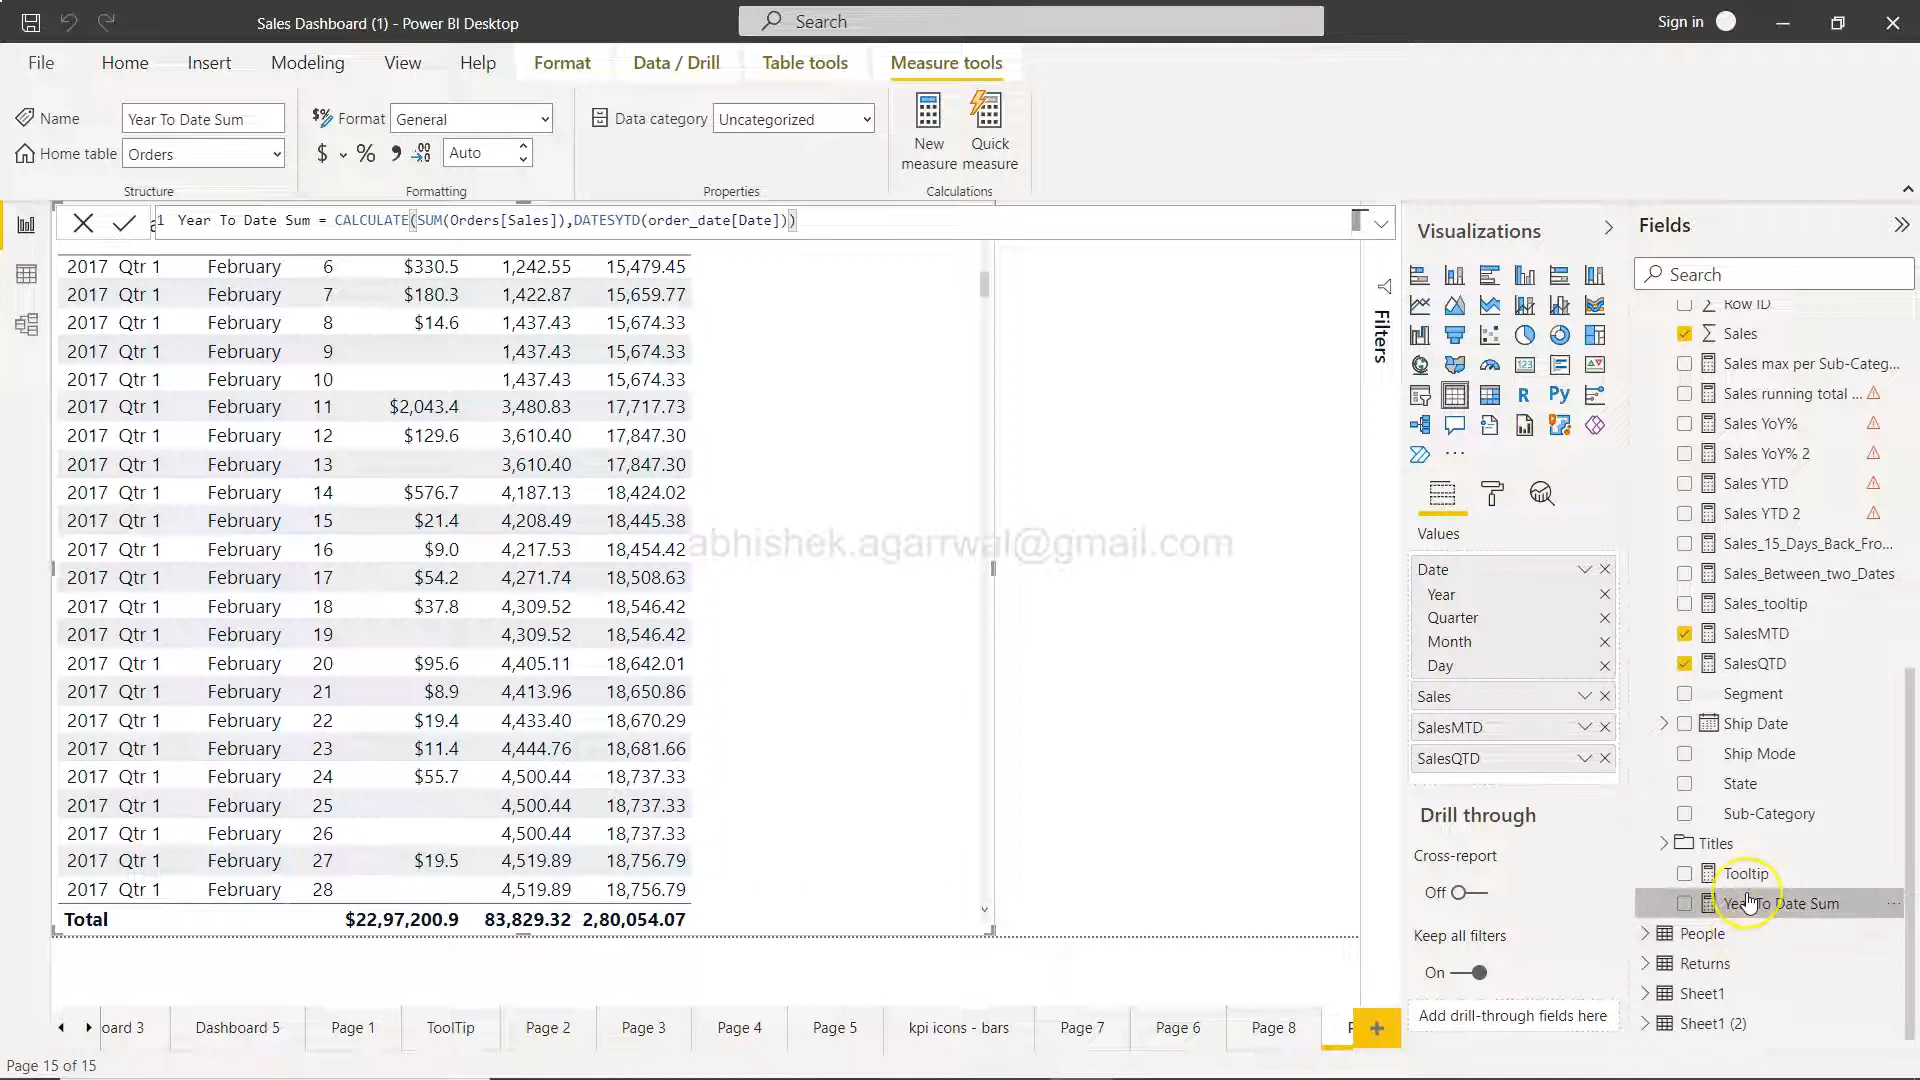 Sales Dashboard (1) - Power BI Desktop
Search
Sign in
File Home Insert Modeling View Help Format Data / Drill Table tools Measure tools
Name Year To Date Sum
Format General
Data category Uncategorized
New measure
Quick measure
Home table Orders
$ % 9 .00 Auto
Structure Formatting Properties Calculations
1 Year To Date Sum = CALCULATE(SUM(Orders[Sales]),DATESYTD(order_date[Date]))
2017 Qtr 1 February 6 $330.5 1,242.55 15,479.45
2017 Qtr 1 February 7 $180.3 1,422.87 15,659.77
2017 Qtr 1 February 8 $14.6 1,437.43 15,674.33
2017 Qtr 1 February 9 1,437.43 15,674.33
2017 Qtr 1 February 10 1,437.43 15,674.33
2017 Qtr 1 February 11 $2,043.4 3,480.83 17,717.73
2017 Qtr 1 February 12 $129.6 3,610.40 17,847.30
2017 Qtr 1 February 13 3,610.40 17,847.30
2017 Qtr 1 February 14 $576.7 4,187.13 18,424.02
2017 Qtr 1 February 15 $21.4 4,208.49 18,445.38
2017 Qtr 1 February 16 $9.0 4,217.53 18,454.42
2017 Qtr 1 February 17 $54.2 4,271.74 18,508.63
2017 Qtr 1 February 18 $37.8 4,309.52 18,546.42
2017 Qtr 1 February 19 4,309.52 18,546.42
2017 Qtr 1 February 20 $95.6 4,405.11 18,642.01
2017 Qtr 1 February 21 $8.9 4,413.96 18,650.86
2017 Qtr 1 February 22 $19.4 4,433.40 18,670.29
2017 Qtr 1 February 23 $11.4 4,444.76 18,681.66
2017 Qtr 1 February 24 $55.7 4,500.44 18,737.33
2017 Qtr 1 February 25 4,500.44 18,737.33
2017 Qtr 1 February 26 4,500.44 18,737.33
2017 Qtr 1 February 27 $19.5 4,519.89 18,756.79
2017 Qtr 1 February 28 4,519.89 18,756.79
Total $22,97,200.9 83,829.32 2,80,054.07
abhishek.agarrwal@gmail.com
Filters
Visualizations
123
R Py
...
Values
Date
Year
Quarter
Month
Day
Sales
SalesMTD
SalesQTD
Drill through
Cross-report
Off
Keep all filters
On
Add drill-through fields here
Fields
Search
Row ID
Sales
Sales max per Sub-Categ...
Sales running total ...
Sales YoY%
Sales YoY% 2
Sales YTD
Sales YTD 2
Sales_15_Days_Back_Fro...
Sales_Between_two_Dates
Sales_tooltip
SalesMTD
SalesQTD
Segment
Ship Date
Ship Mode
State
Sub-Category
Titles
Tooltip
Year To Date Sum ...
People
Returns
Sheet1
Sheet1 (2)
oard 3 Dashboard 5 Page 1 ToolTip Page 2 Page 3 Page 4 Page 5 kpi icons - bars Page 7 Page 6 Page 8
Page 15 of 15